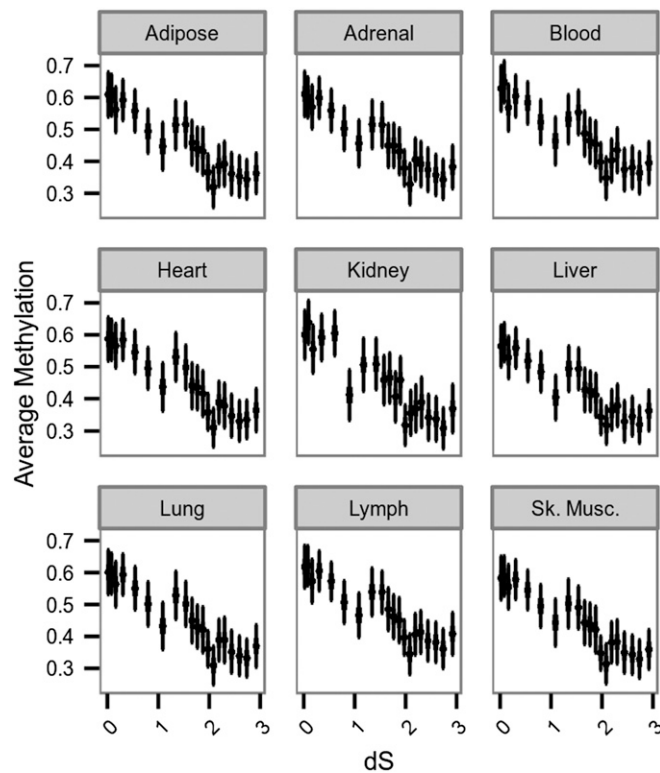 Adipose Adrenal Blood
0.7
0.6
0.5
0.4
0.3
Heart Kidney Liver
0.7
0.6
0.5
0.4
0.3
Average Methylation
Lung Lymph Sk. Musc.
0.7
0.6
0.5
0.4
0.3
0 1 2 3 0 1 2 3 0 1 2 3
dS